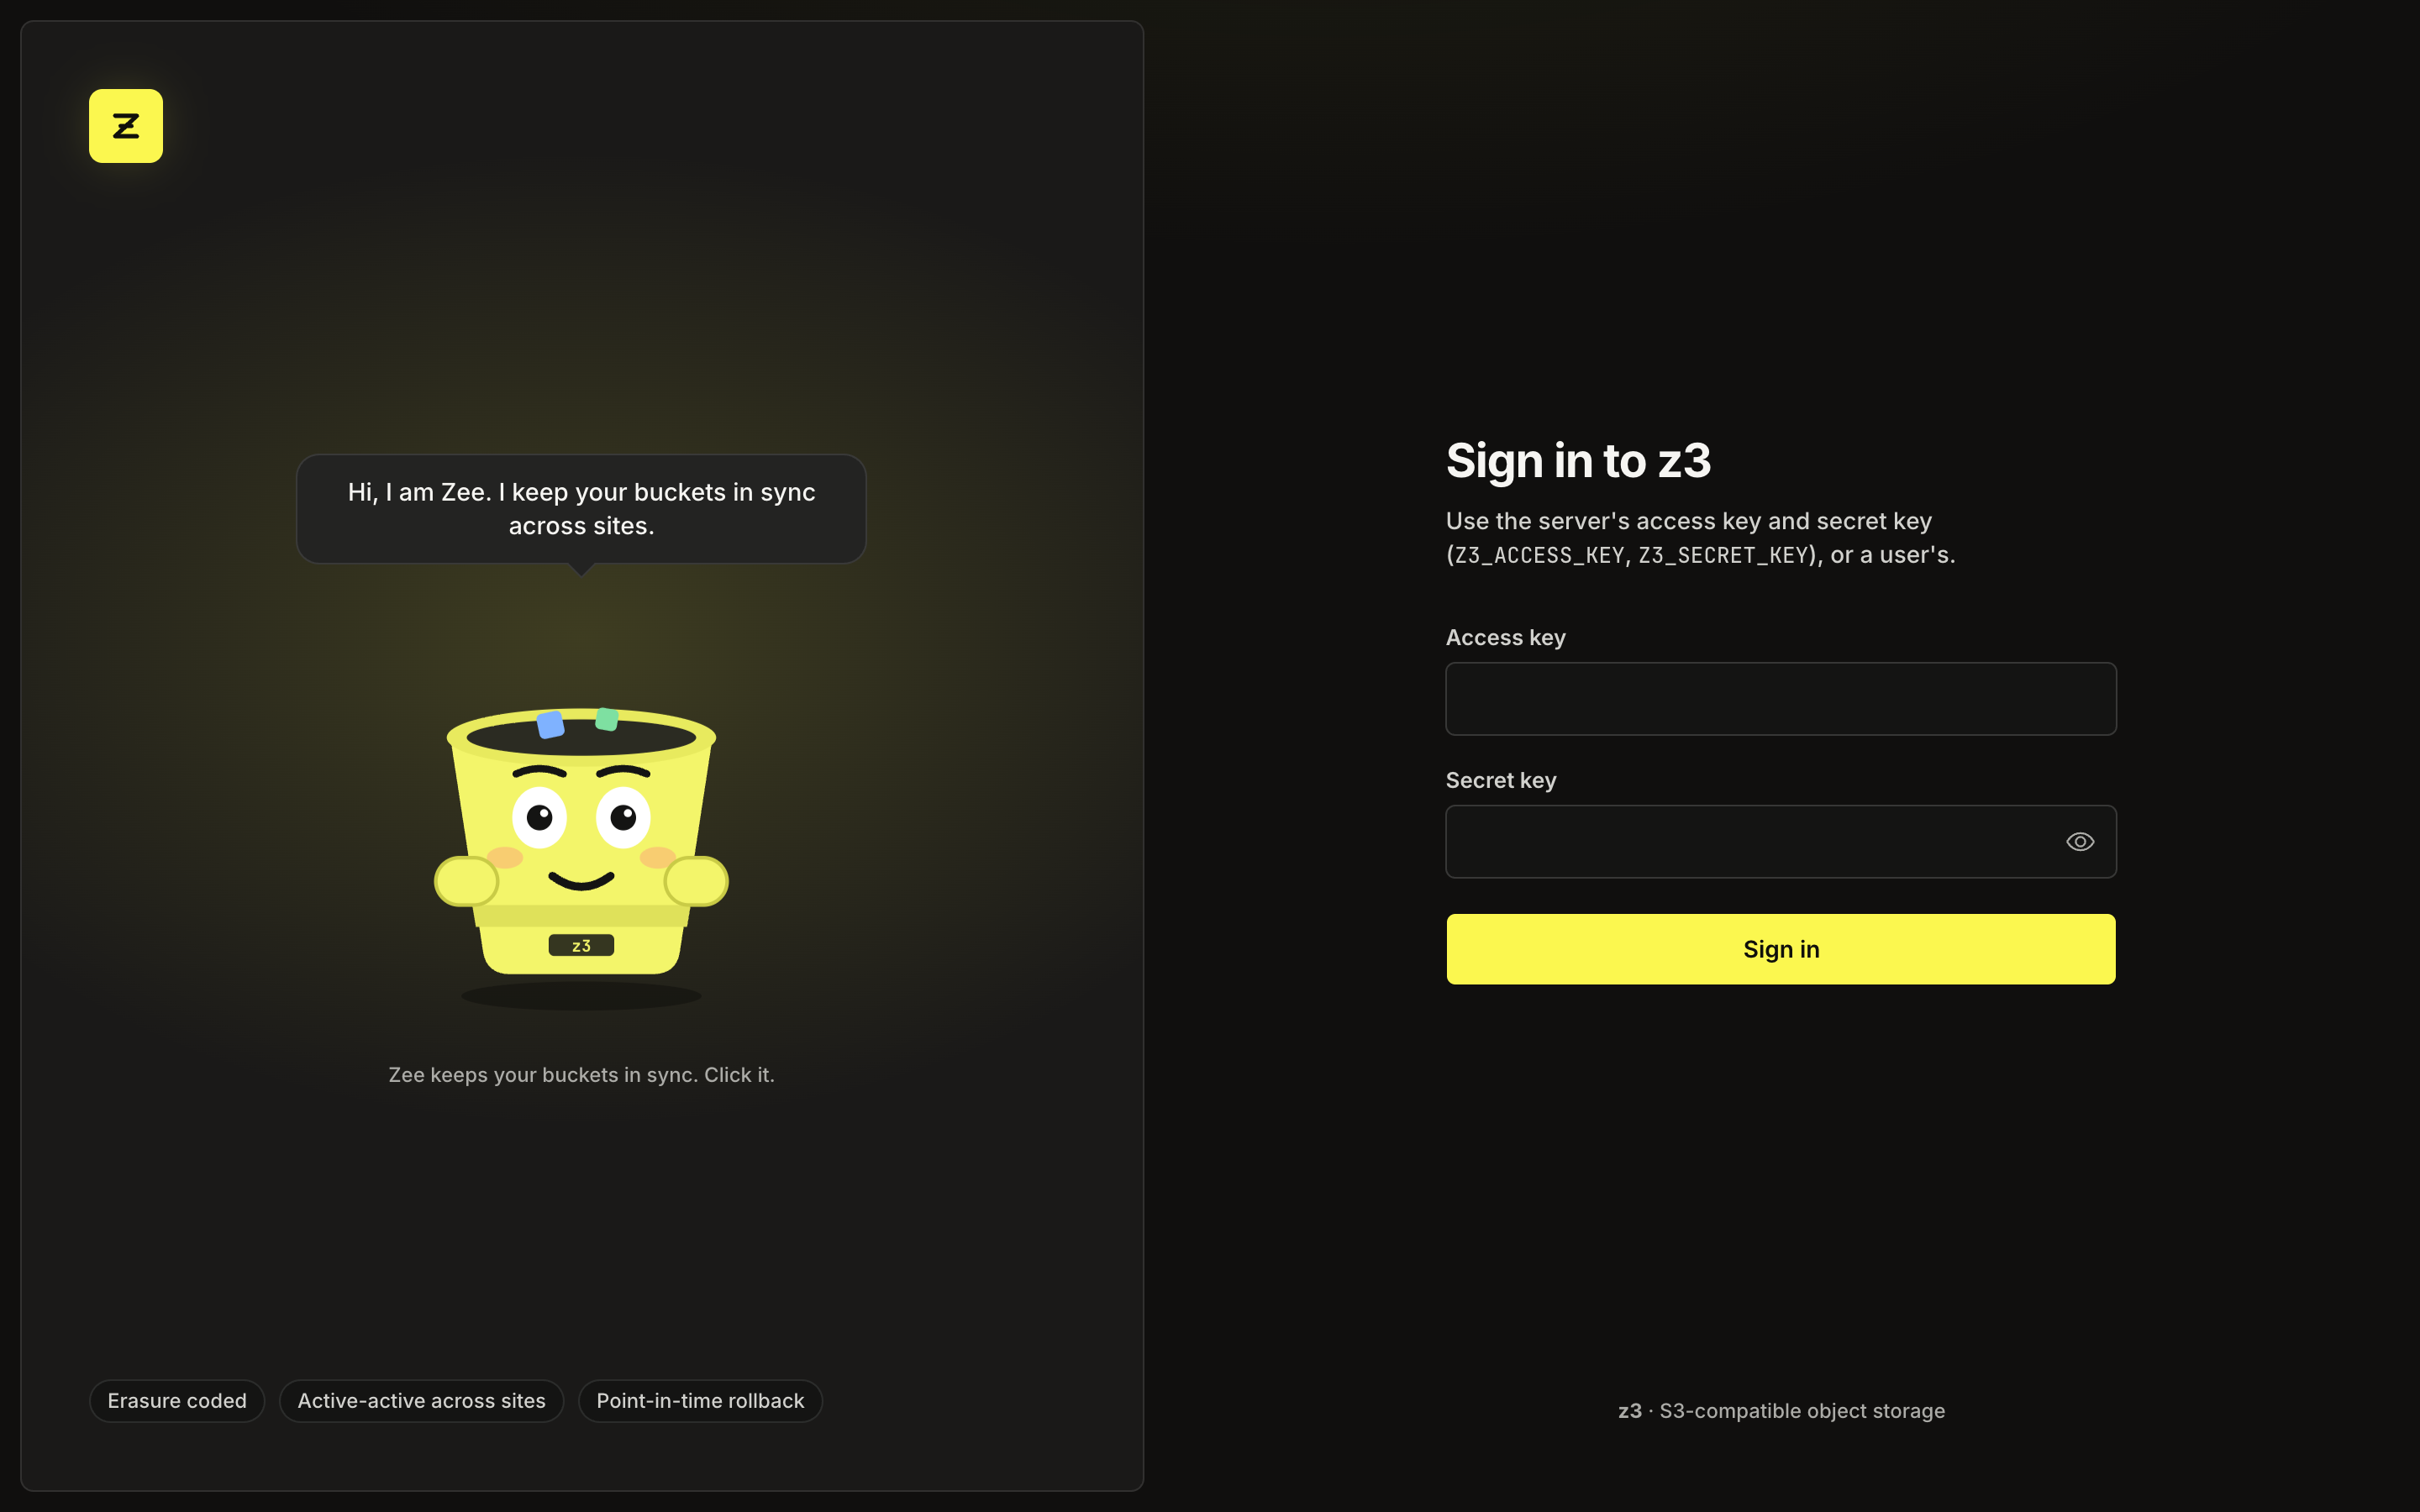 Z
Hi, I am Zee. I keep your buckets in sync
across sites.
z3
Zee keeps your buckets in sync. Click it.
Erasure coded
Active-active across sites
Point-in-time rollback
Sign in to z3
Use the server's access key and secret key
(Z3_ACCESS_KEY, Z3_SECRET_KEY), or a user's.
Access key
Secret key
Sign in
z3 · S3-compatible object storage